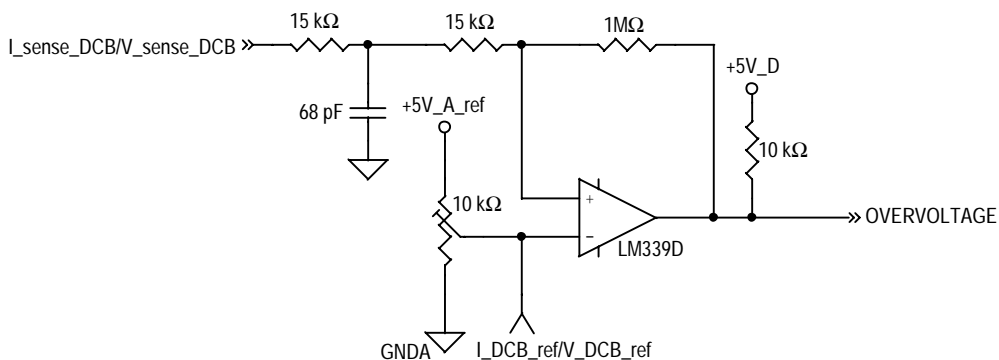 15 kΩ
15 kΩ
1MΩ
I_sense_DCB/V_sense_DCB
+5V_D
68 pF
+5V_A_ref
10 kΩ
10 kΩ
+
−
OVERVOLTAGE
LM339D
GNDA
I_DCB_ref/V_DCB_ref